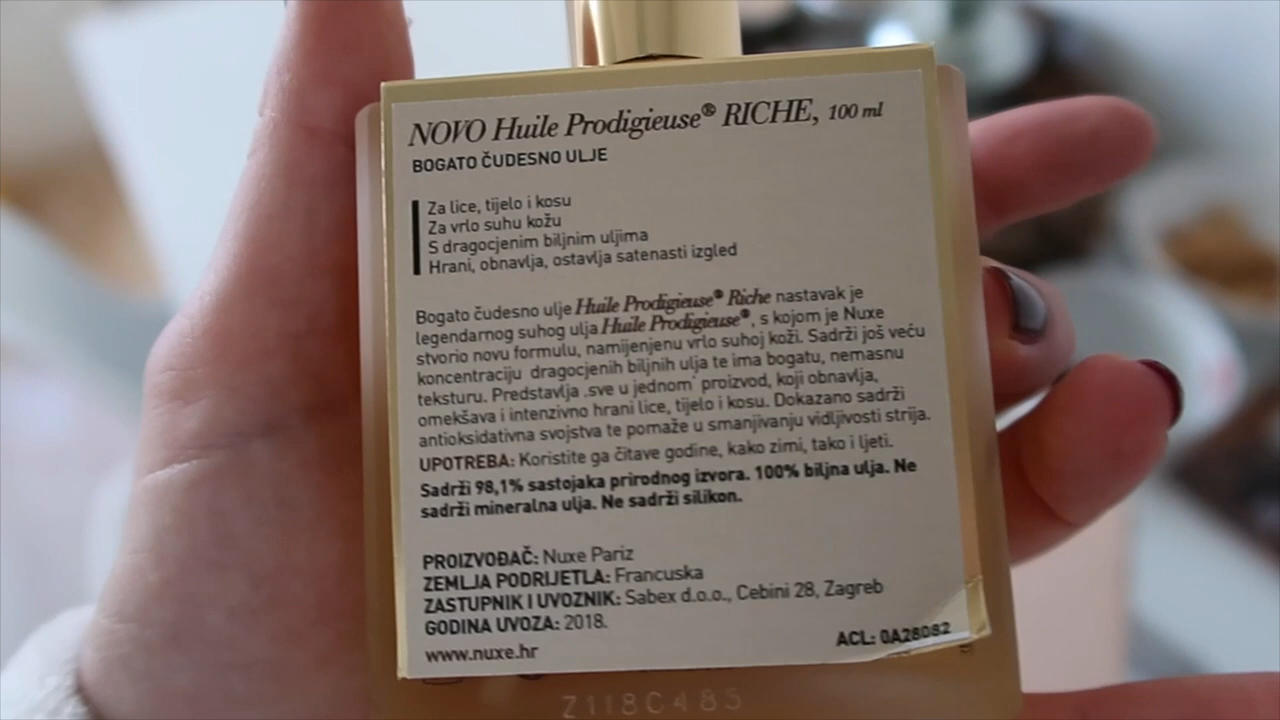 NOVO Huile Prodigieuse® RICHE, 100 ml
BOGATO ČUDESNO ULJE
Za lice, tijelo i kosu
Za vrlo suhu kožu
S dragocjenim biljnim uljima
Hrani, obnavlja, ostavlja satenasti izgled
Bogato čudesno ulje Huile Prodigieuse® Riche nastavak je
legendarnog suhog ulja Huile Prodigieuse®, s kojom je Nuxe
stvorio novu formulu, namijenjenu vrlo suhoj koži. Sadrži još veću
koncentraciju dragocjenih biljnih ulja te ima bogatu, nemasnu
teksturu. Predstavlja ‚sve u jednom' proizvod, koji obnavlja,
omekšava i intenzivno hrani lice, tijelo i kosu. Dokazano sadrži
antioksidativna svojstva te pomaže u smanjivanju vidljivosti strija.
UPOTREBA: Koristite ga čitave godine, kako zimi, tako i ljeti.
Sadrži 98,1% sastojaka prirodnog izvora. 100% biljna ulja. Ne
sadrži mineralna ulja. Ne sadrži silikon.
PROIZVOĐAČ: Nuxe Pariz
ZEMLJA PODRIJETLA: Francuska
ZASTUPNIK I UVOZNIK: Sabex d.o.o., Cebini 28, Zagreb
GODINA UVOZA: 2018.
www.nuxe.hr
ACL: 0A28082
Z118C485